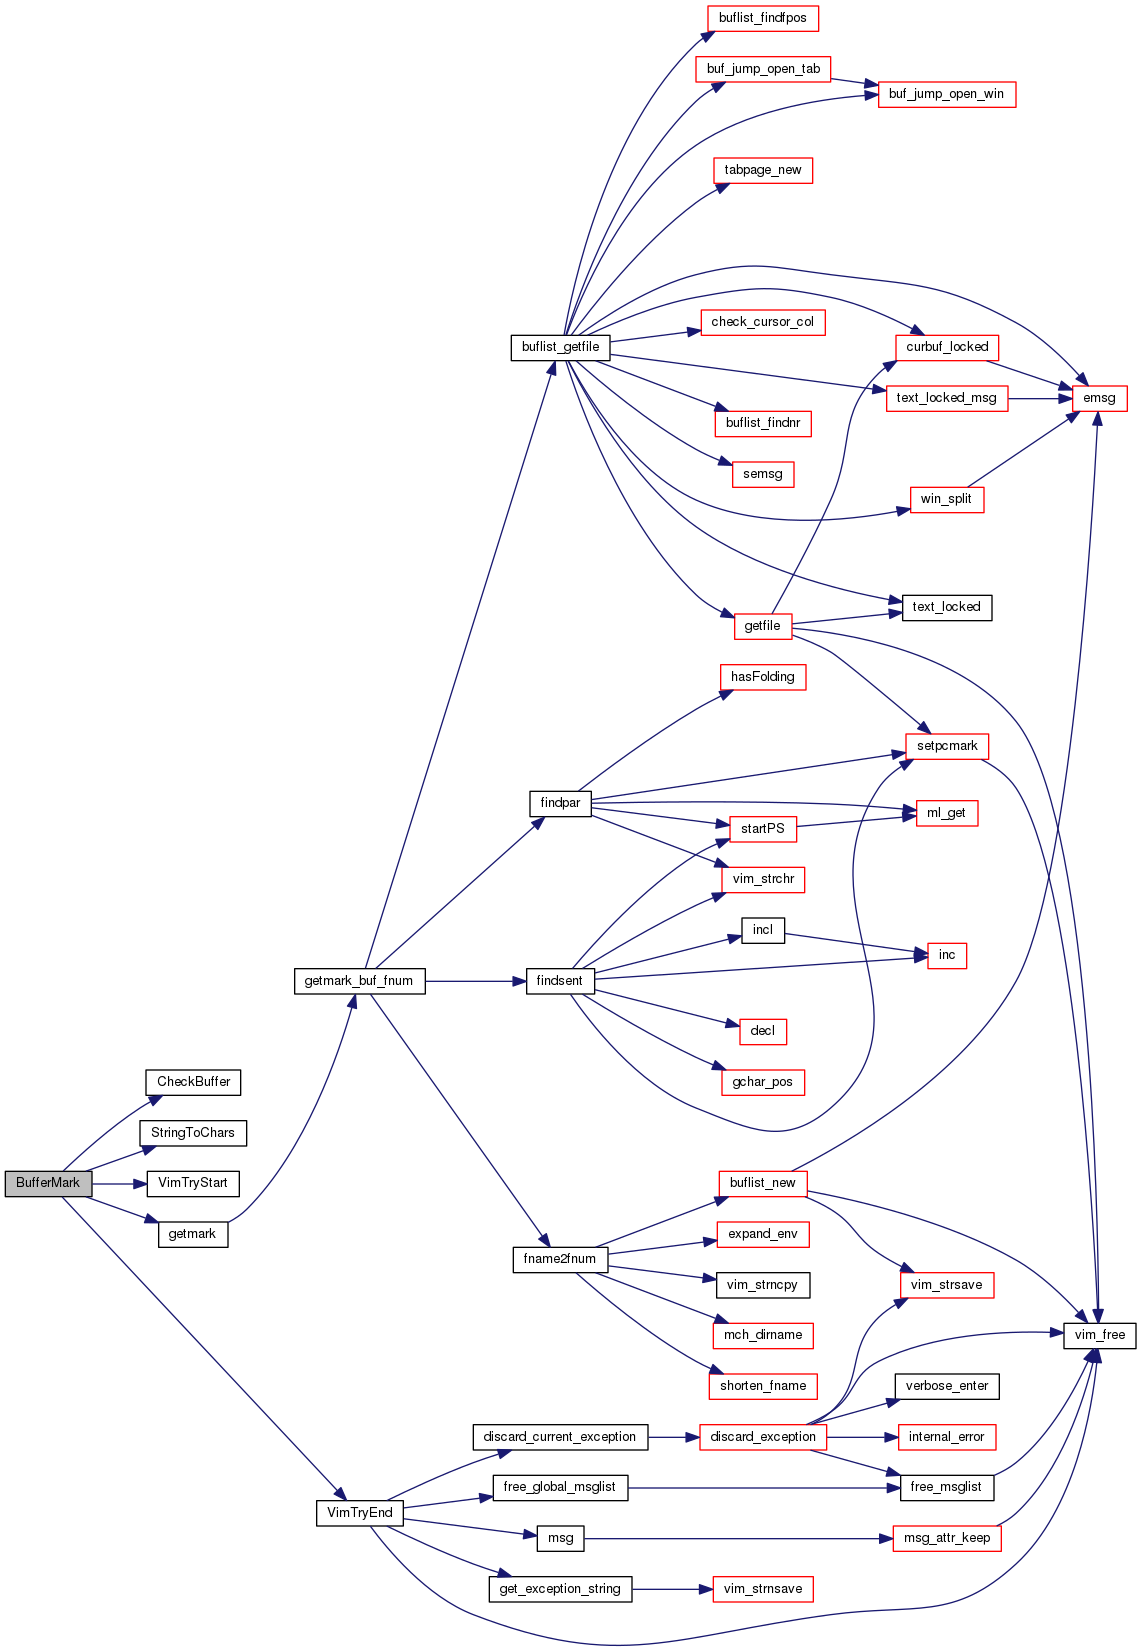 buflist_findfpos
buf_jump_open_tab
buf_jump_open_win
tabpage_new
check_cursor_col
buflist_getfile
curbuf_locked
text_locked_msg
emsg
buflist_findnr
semsg
win_split
text_locked
getfile
hasFolding
setpcmark
findpar
ml_get
startPS
vim_strchr
incl
inc
getmark_buf_fnum
findsent
decl
gchar_pos
CheckBuffer
StringToChars
BufferMark
VimTryStart
buflist_new
getmark
expand_env
fname2fnum
vim_strncpy
vim_strsave
mch_dirname
vim_free
shorten_fname
verbose_enter
discard_current_exception
discard_exception
internal_error
free_global_msglist
free_msglist
VimTryEnd
msg
msg_attr_keep
get_exception_string
vim_strnsave